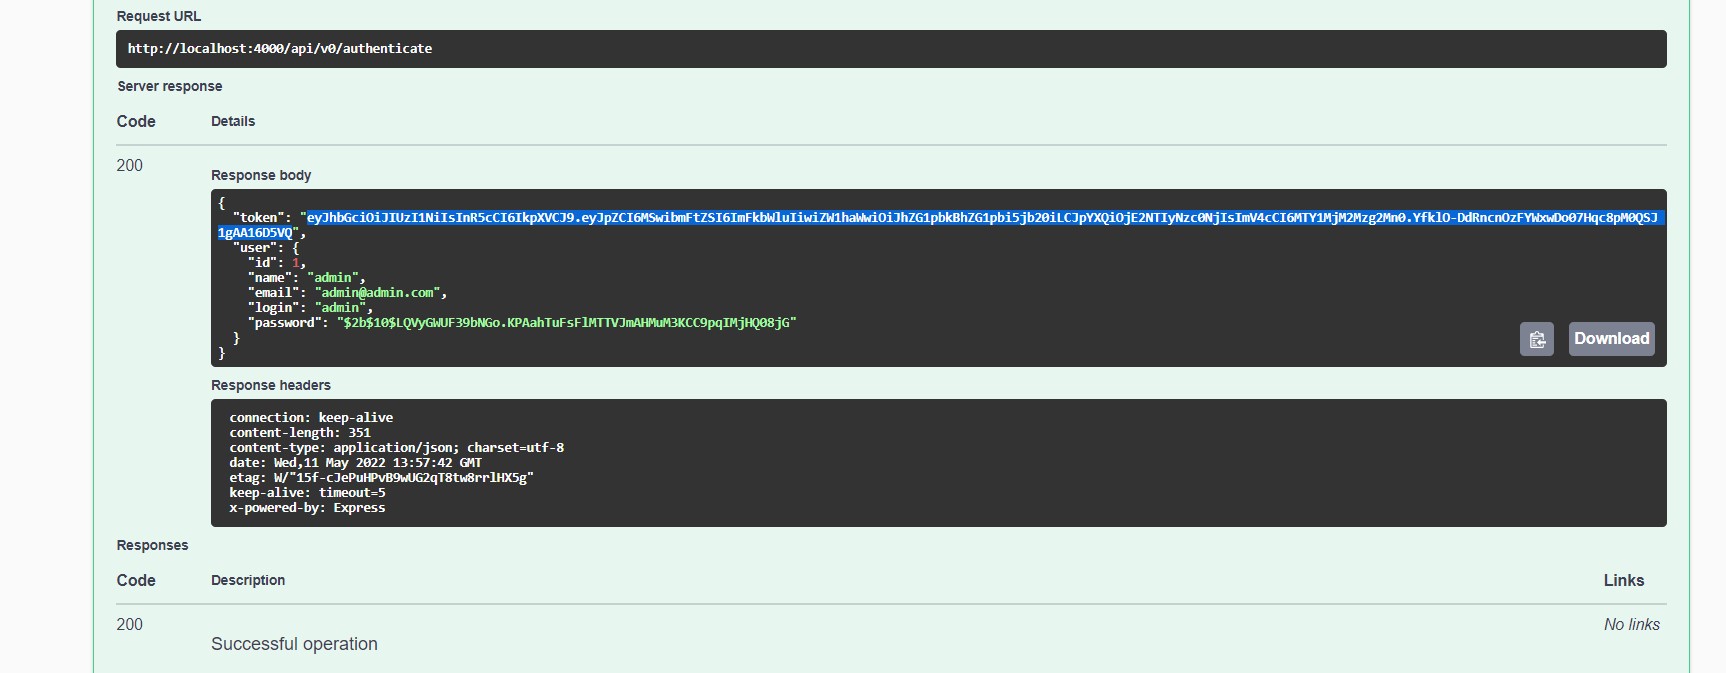 Request URL
http://localhost:4000/api/v0/authenticate
Server response
Code Details
200
Response body
{
"token": "eyJhbGciOiJIUzI1NiIsInR5cCI6IkpXVCJ9.eyJpZCI6MSwibmFtZSI6ImFkbWluIiwiZW1haWwiOiJhZG1pbkBhZG1pbi5jb20iLCJpYXQiOjE2NTIyNzc0NjIsImV4cCI6MTY1MjM2Mzg2Mn0.YfklO-DdRncnOzFYWxwDo07Hqc8pM0QSJ
1gAA16D5VQ",
"user": {
"id": 1,
"name": "admin",
"email": "admin@admin.com",
"login": "admin",
"password": "$2b$10$LQVyGWUF39bNGo.KPAahTuFsFlMTTVJmAHMuM3KCC9pqIMjHQ08jG"
}
}
Download
Response headers
connection: keep-alive
content-length: 351
content-type: application/json; charset=utf-8
date: Wed,11 May 2022 13:57:42 GMT
etag: W/"15f-cJePuHPvB9wUG2qT8tw8rrlHX5g"
keep-alive: timeout=5
x-powered-by: Express
Responses
Code Description Links
200 No links
Successful operation